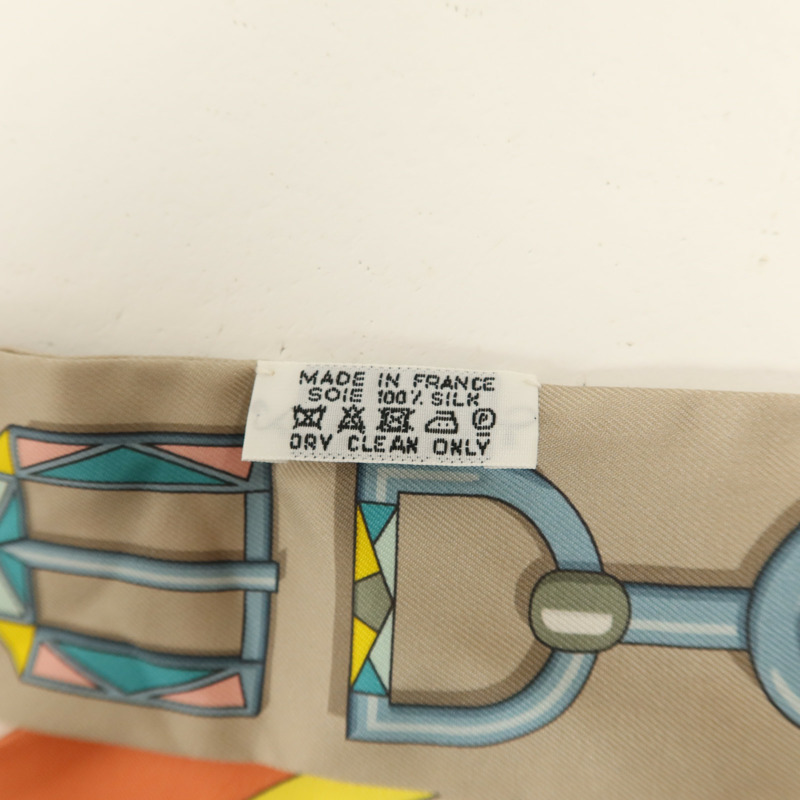 MADE IN FRANCE
SOIE 100% SILK
P
DRY CLEAN ONLY